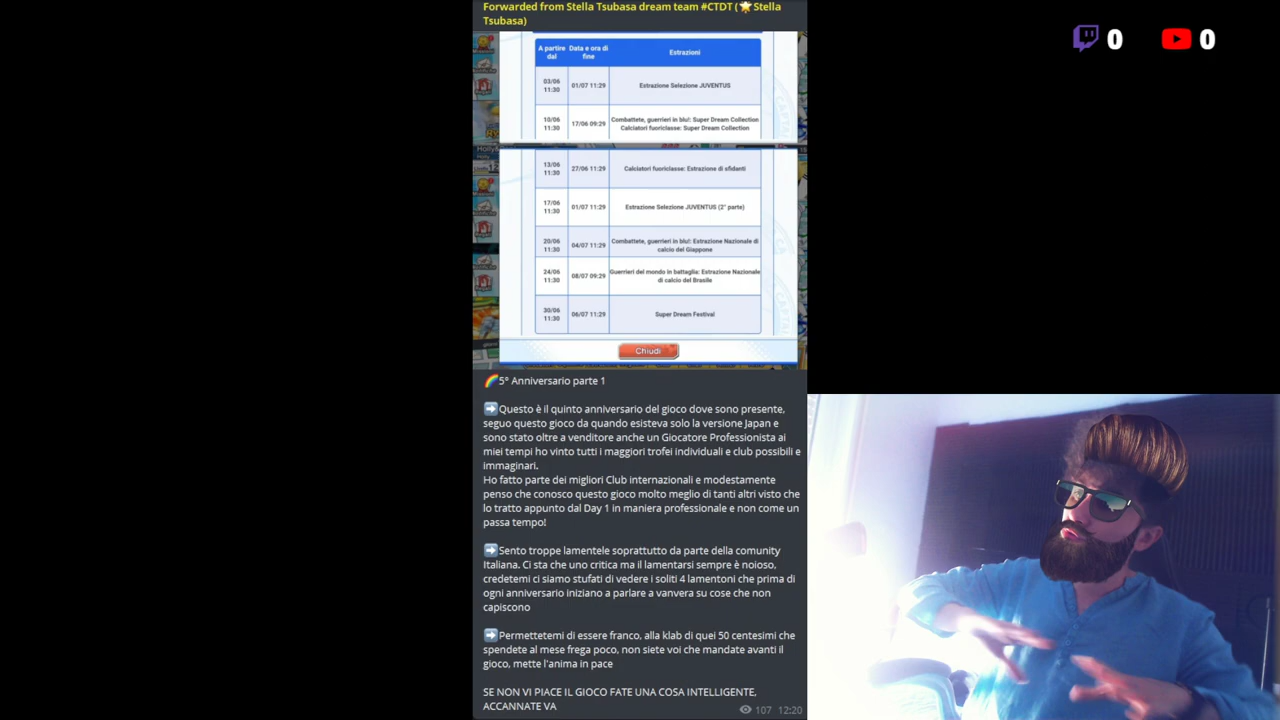 Forwarded from Stella Tsubasa dream team #CTDT (🌟Stella
Tsubasa)
0
0
A partire dal Data e ora di fine Estrazioni
03/06 11:30 01/07 11:29 Estrazione Selezione JUVENTUS
10/06 11:30 17/06 09:29 Combattete, guerrieri in blu!: Super Dream Collection
Calciatori fuoriclasse: Super Dream Collection
13/06 11:30 27/06 11:29 Calciatori fuoriclasse: Estrazione di sfidanti
17/06 11:30 01/07 11:29 Estrazione Selezione JUVENTUS (2° parte)
20/06 11:30 04/07 11:29 Combattete, guerrieri in blu!: Estrazione Nazionale di
calcio del Giappone
24/06 11:30 08/07 09:29 Guerrieri del mondo in battaglia: Estrazione Nazionale
di calcio del Brasile
30/06 11:30 06/07 11:29 Super Dream Festival
Chiudi
🌈5° Anniversario parte 1
➡️Questo è il quinto anniversario del gioco dove sono presente,
seguo questo gioco da quando esisteva solo la versione Japan e
sono stato oltre a venditore anche un Giocatore Professionista ai
miei tempi ho vinto tutti i maggiori trofei individuali e club possibili e
immaginari.
Ho fatto parte dei migliori Club internazionali e modestamente
penso che conosco questo gioco molto meglio di tanti altri visto che
lo tratto appunto dal Day 1 in maniera professionale e non come un
passa tempo!
➡️Sento troppe lamentele soprattutto da parte della comunity
Italiana. Ci sta che uno critica ma il lamentarsi sempre è noioso,
credetemi ci siamo stufati di vedere i soliti 4 lamentoni che prima di
ogni anniversario iniziano a parlare a vanvera su cose che non
capiscono
➡️Permettetemi di essere franco, alla klab di quei 50 centesimi che
spendete al mese frega poco, non siete voi che mandate avanti il
gioco, mette l'anima in pace
SE NON VI PIACE IL GIOCO FATE UNA COSA INTELLIGENTE,
ACCANNATE VA
107 12:20